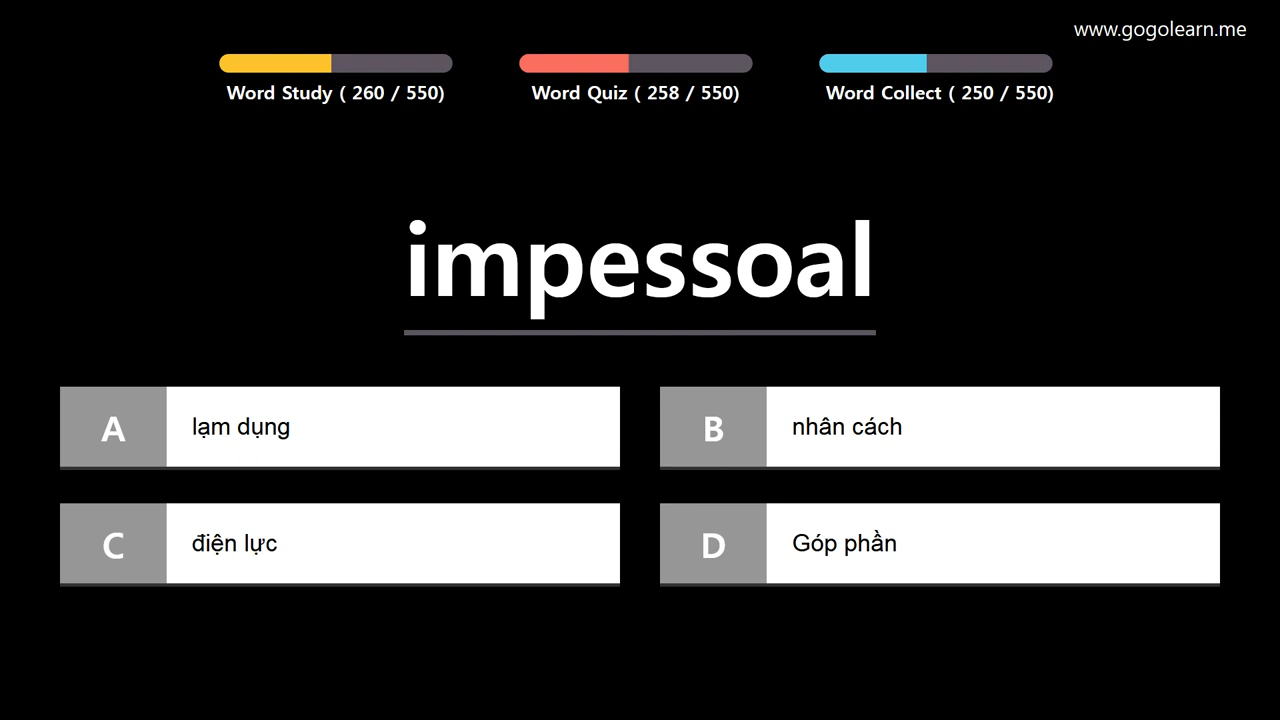 www.gogolearn.me
Word Study ( 260 / 550)
Word Quiz ( 258 / 550)
Word Collect ( 250 / 550)
impessoal
A lạm dụng
B nhân cách
C điện lực
D Góp phần